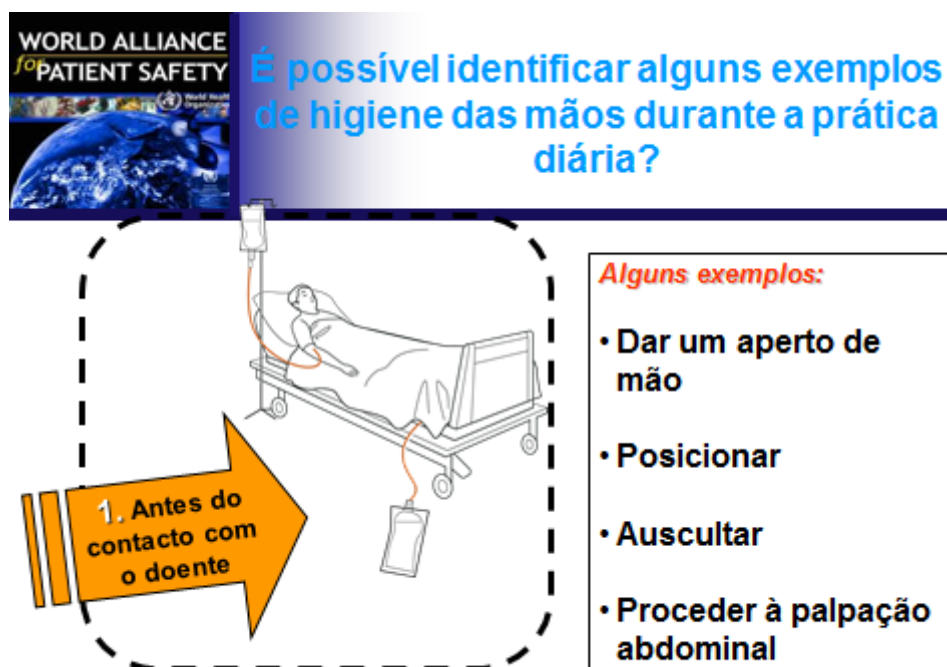 WORLD ALLIANCE
for PATIENT SAFETY
World Health
Organization
É possível identificar alguns exemplos
de higiene das mãos durante a prática
diária?
1. Antes do
contacto com
o doente
Alguns exemplos:
• Dar um aperto de
mão
• Posicionar
• Auscultar
• Proceder à palpação
abdominal